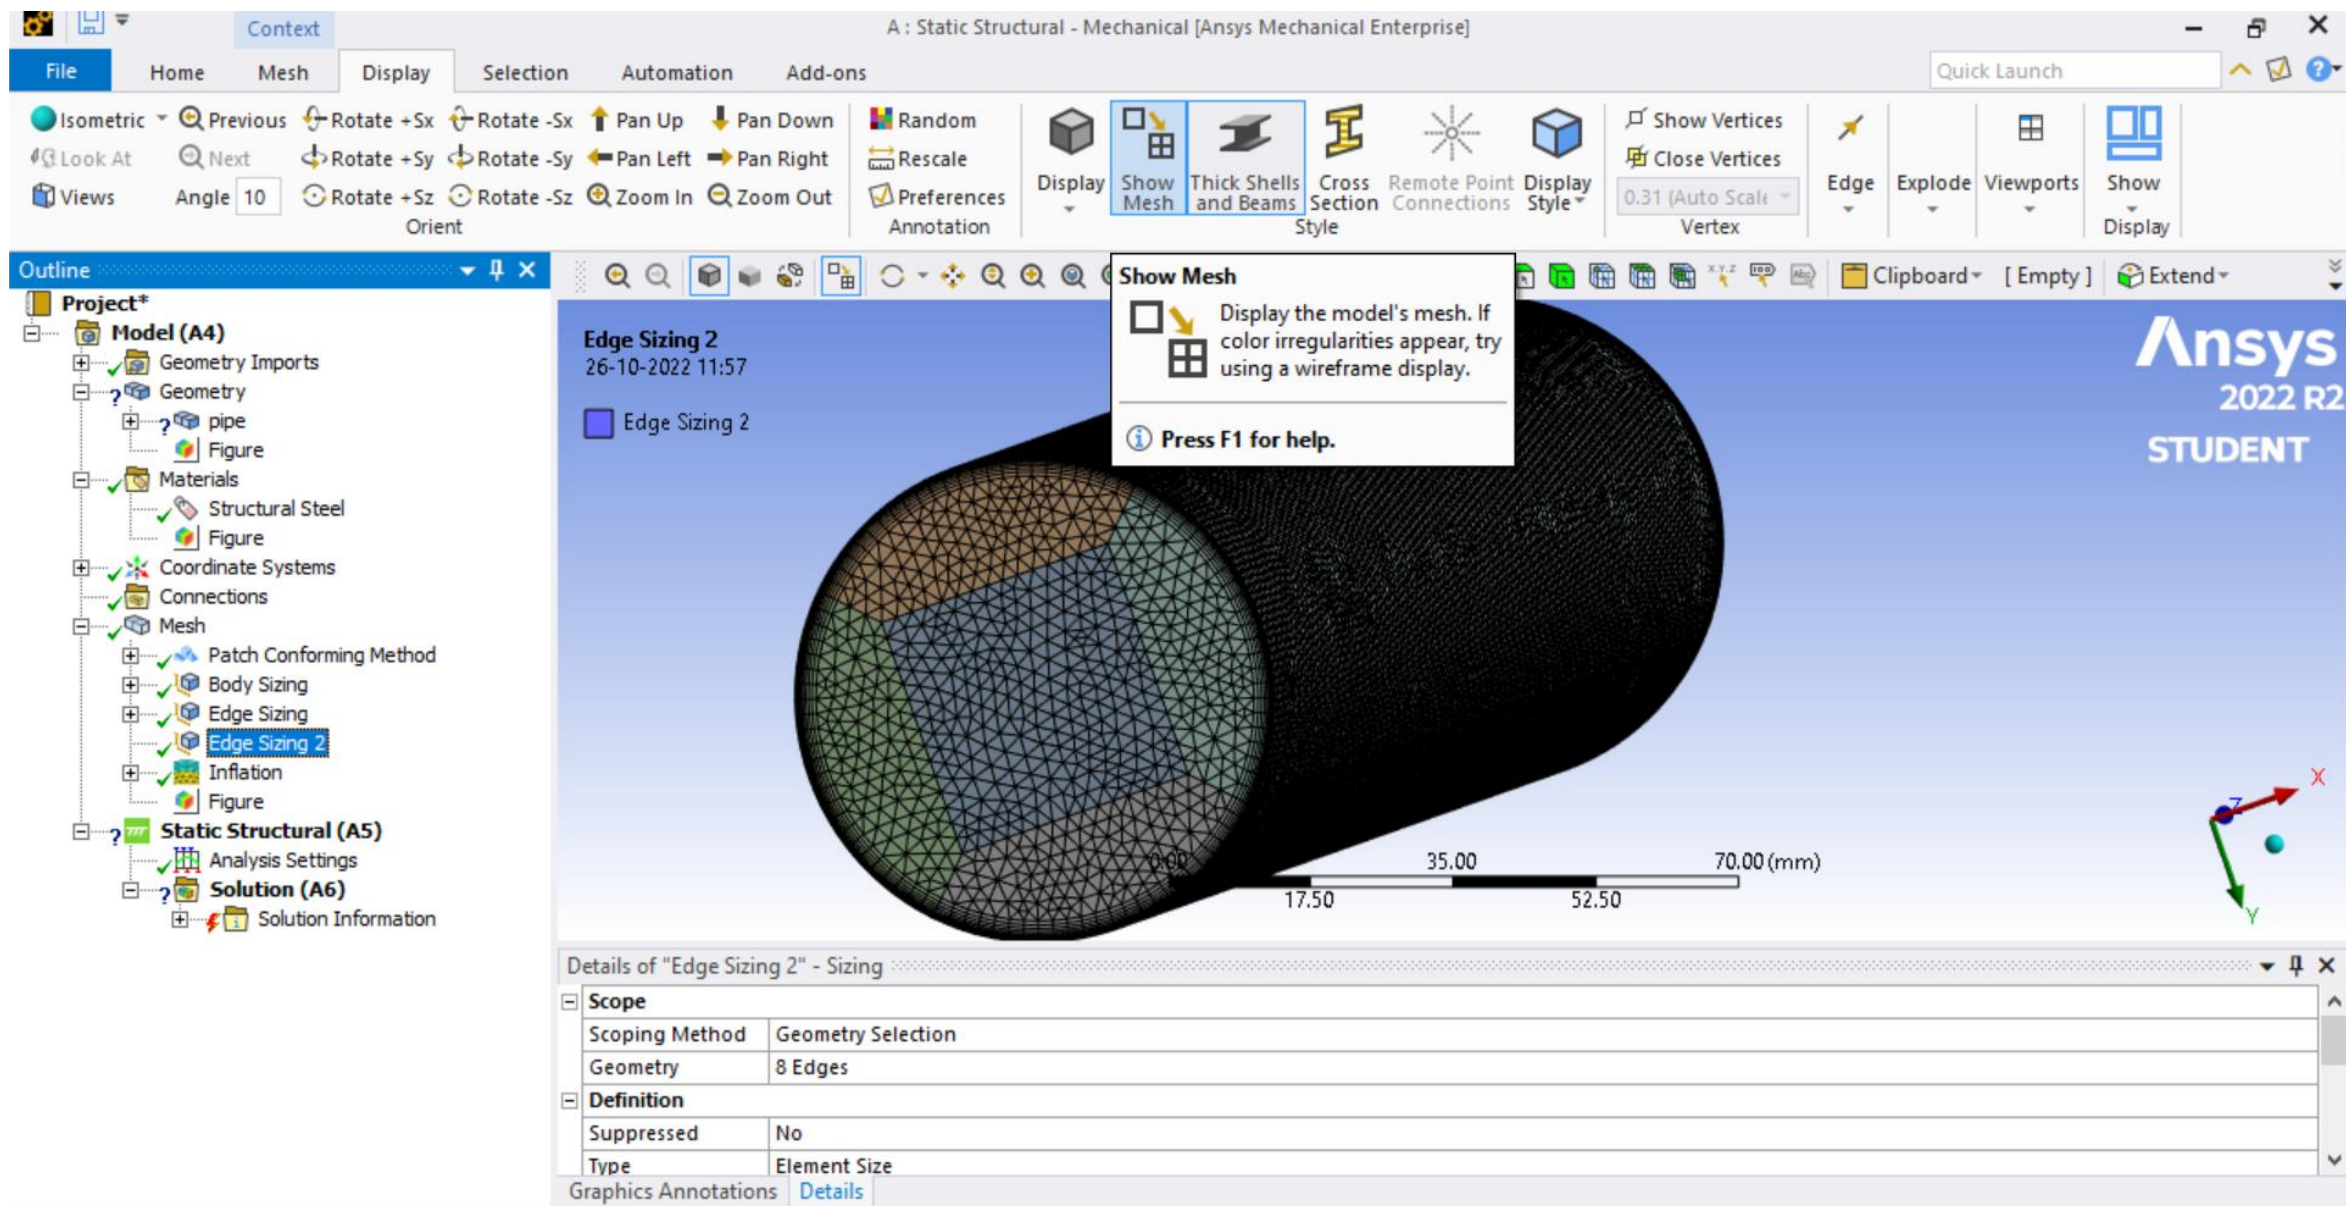 Context
A : Static Structural - Mechanical [Ansys Mechanical Enterprise]
File Home Mesh Display Selection Automation Add-ons
Quick Launch
Isometric Previous Rotate +Sx Rotate -Sx Pan Up Pan Down Random
Look At Next Rotate +Sy Rotate -Sy Pan Left Pan Right Rescale
Views Angle 10 Rotate +Sz Rotate -Sz Zoom In Zoom Out Preferences
Orient Annotation
Display Show Mesh Thick Shells and Beams Cross Section Remote Point Connections Display Style
Style
Show Vertices
Close Vertices
0.31 (Auto Scale
Vertex
Edge Explode Viewports Show
Display
Outline
Clipboard [ Empty ] Extend
Project*
Model (A4)
Geometry Imports
Geometry
pipe
Figure
Materials
Structural Steel
Figure
Coordinate Systems
Connections
Mesh
Patch Conforming Method
Body Sizing
Edge Sizing
Edge Sizing 2
Inflation
Figure
Static Structural (A5)
Analysis Settings
Solution (A6)
Solution Information
Edge Sizing 2
26-10-2022 11:57
Edge Sizing 2
Show Mesh
Display the model's mesh. If
color irregularities appear, try
using a wireframe display.
Press F1 for help.
Ansys
2022 R2
STUDENT
X
Z
Y
0.00 35.00 70.00 (mm)
17.50 52.50
Details of "Edge Sizing 2" - Sizing
Scope
Scoping Method Geometry Selection
Geometry 8 Edges
Definition
Suppressed No
Type Element Size
Graphics Annotations Details